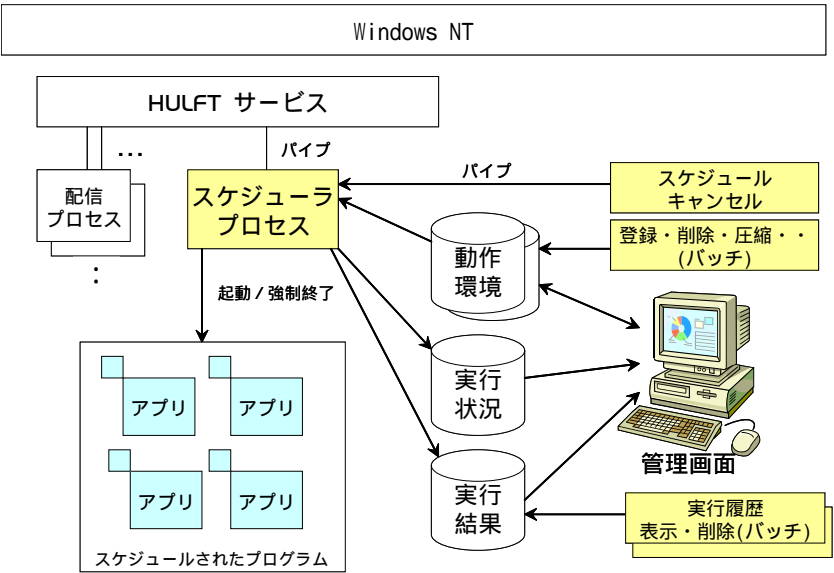 Windows NT
HULFT サービス
...
パイプ
パイプ
配信
プロセス
:
スケジューラ
プロセス
スケジュール
キャンセル
登録・削除・圧縮・・
(バッチ)
動作
環境
起動/強制終了
実行
状況
アプリ
アプリ
アプリ
アプリ
スケジュールされたプログラム
管理画面
実行
結果
実行履歴
表示・削除(バッチ)